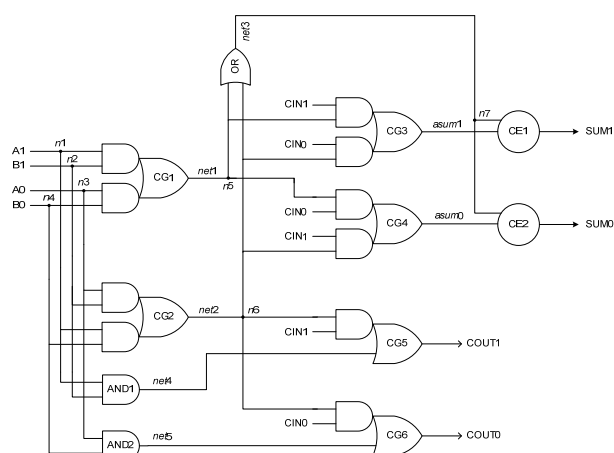 net3
OR
CIN1
n7
CG3
asum1
CE1
SUM1
A1
n1
CIN0
B1
n2
A0
n3
CG1
net1
B0
n4
n5
CIN0
CG4
asum0
CE2
SUM0
CIN1
CG2
net2
n6
CIN1
CG5
COUT1
net4
AND1
CIN0
CG6
COUT0
net5
AND2